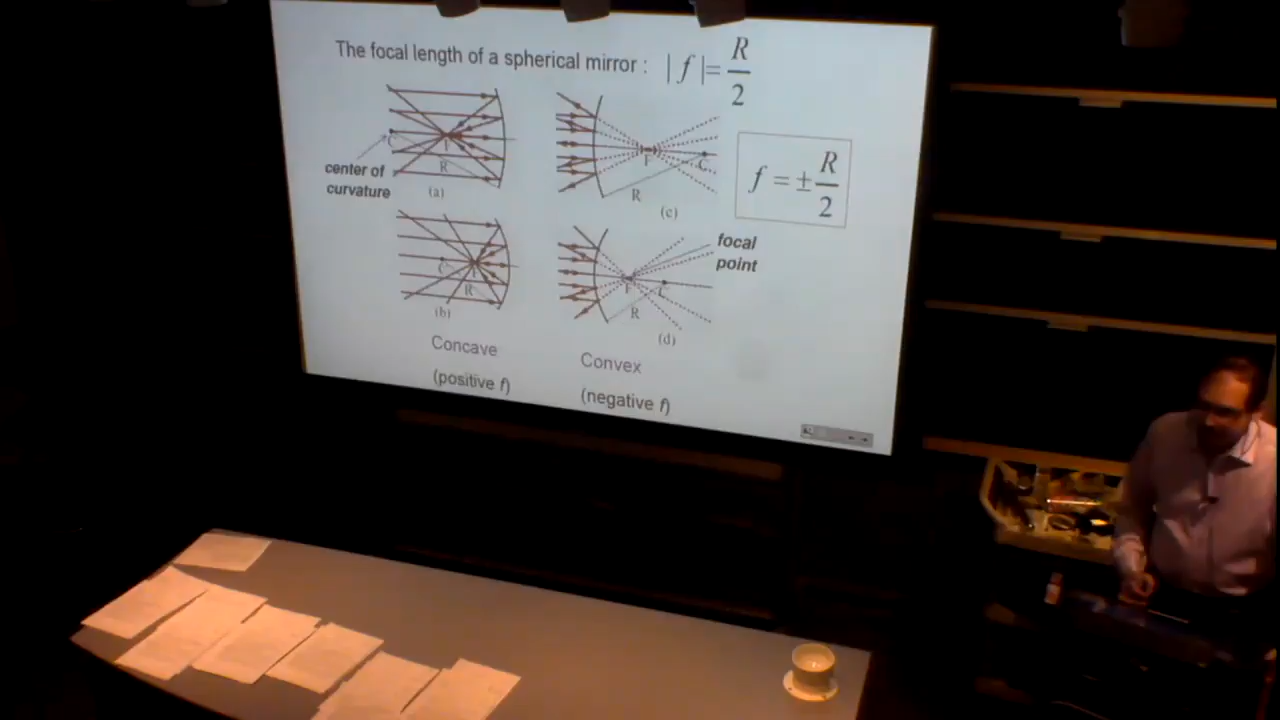 The focal length of a spherical mirror : |f|= R/2
C
F
R
center of
curvature
(a)
F
C
R
(c)
f = ± R/2
C
R
(b)
F
C
R
(d)
focal
point
Concave
(positive f)
Convex
(negative f)